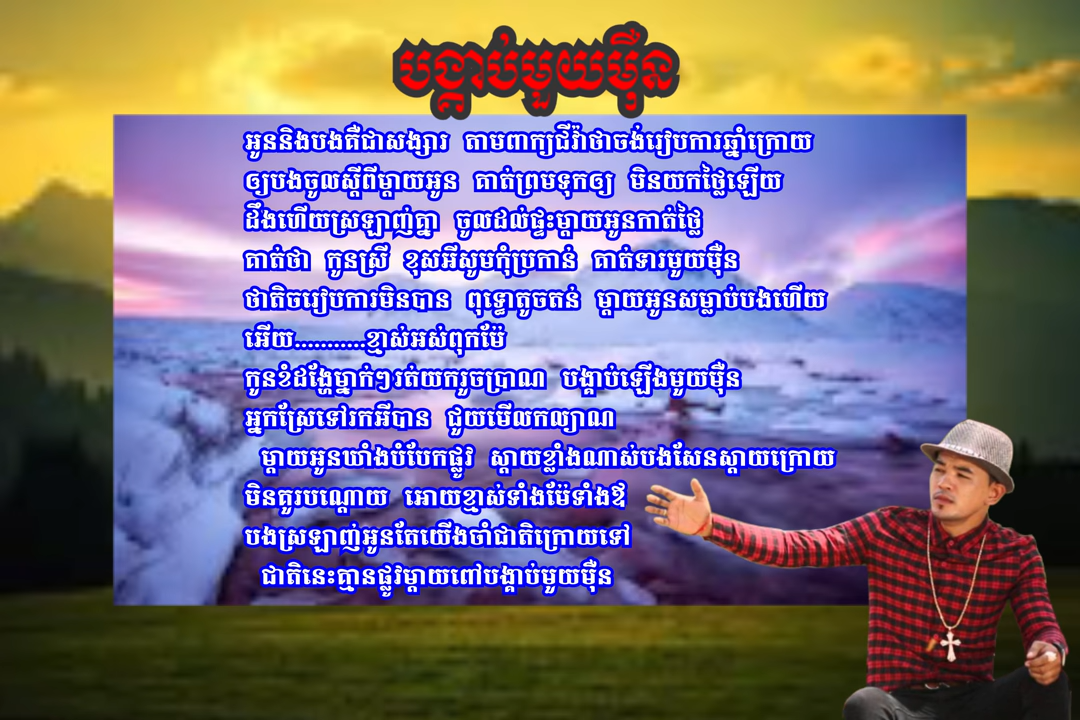 បង្គាប់មួយម៉ឺន
អូននិងបងគឺជាសង្សារ តាមពាក្យជីវ៉ាថាចង់រៀបការឆ្នាំក្រោយ
ឲ្យបងចូលស្តីពីម្តាយអូន គាត់ព្រមទុកឲ្យ មិនយកថ្លៃឡើយ
ដឹងហើយស្រឡាញ់គ្នា ចូលដល់ផ្ទះម្តាយអូនកាត់ថ្លៃ
គាត់ថា កូនស្រី ខុសអីសូមកុំប្រកាន់ គាត់ទារមួយម៉ឺន
ថាតិចរៀបការមិនបាន ពុទ្ធោតូចតន់ ម្តាយអូនសម្លាប់បងហើយ
អើយ...........ខ្មាស់អស់ពុកម៉ែ
កូនខំដង្ហែម្នាក់ៗរត់យករួចប្រាណ បង្គាប់ឡើងមួយម៉ឺន
អ្នកស្រែទៅរកអីបាន ជួយមើលកល្យាណ
ម្តាយអូនឃាំងបំបែកផ្លូវ ស្តាយខ្លាំងណាស់បងសែនស្តាយក្រោយ
មិនគួរបណ្តោយ អោយខ្មាស់ទាំងម៉ែទាំងឪ
បងស្រឡាញ់អូនតែយើងចាំជាតិក្រោយទៅ
ជាតិនេះគ្មានផ្លូវម្តាយពៅបង្គាប់មួយម៉ឺន